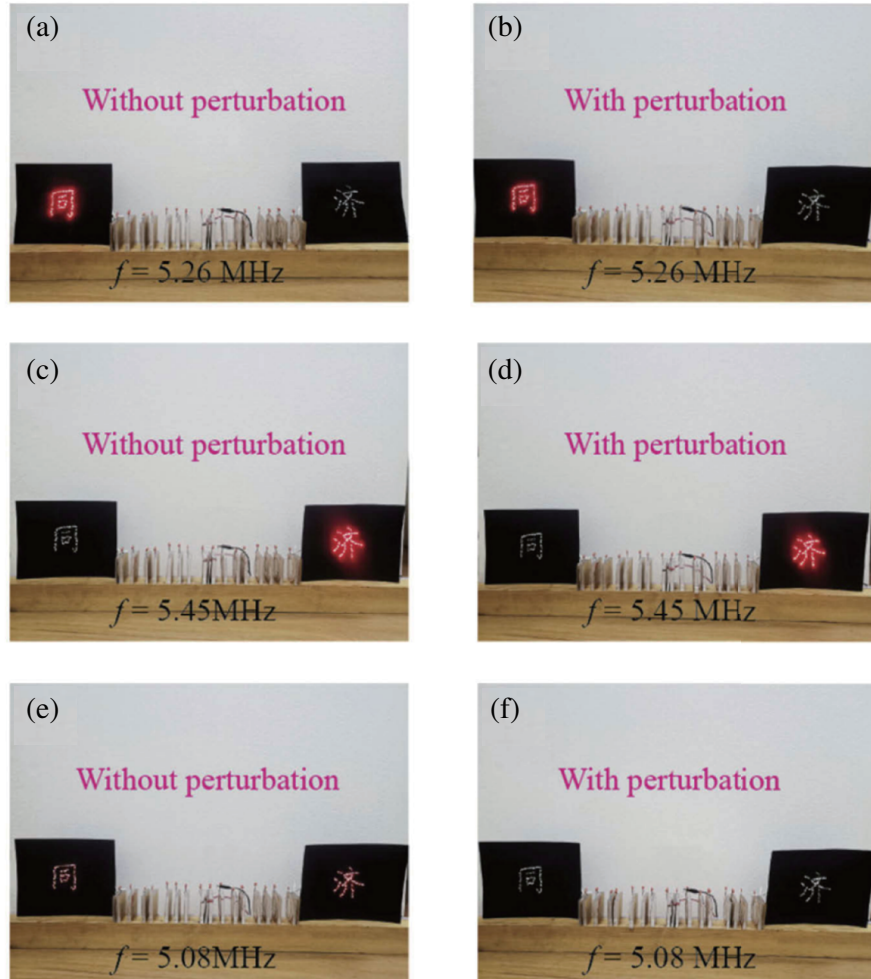 (a)
Without perturbation
同
济
f = 5.26 MHz
(b)
With perturbation
同
济
f = 5.26 MHz
(c)
Without perturbation
同
济
f = 5.45MHz
(d)
With perturbation
同
济
f = 5.45 MHz
(e)
Without perturbation
同
济
f = 5.08MHz
(f)
With perturbation
同
济
f = 5.08 MHz